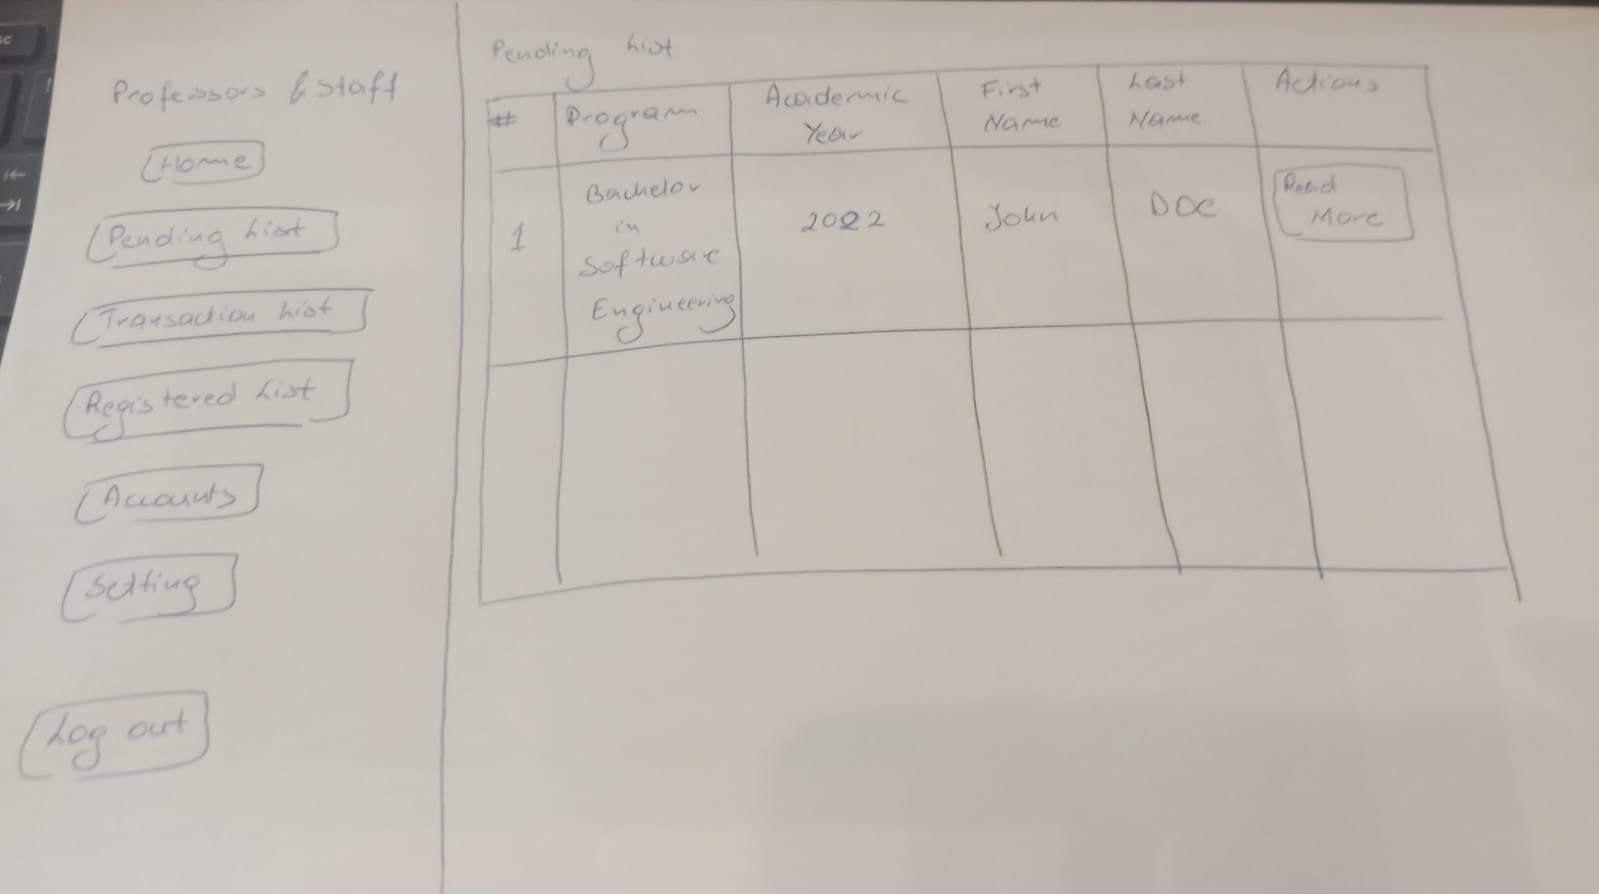 Professors & Staff
Home
Pending List
Transaction List
Registered List
Accounts
Setting
Log out
Pending List
#
Program
Academic
Year
First
Name
Last
Name
Actions
1
Bachelor
in
Software
Engineering
2022
John
DOE
Read
More